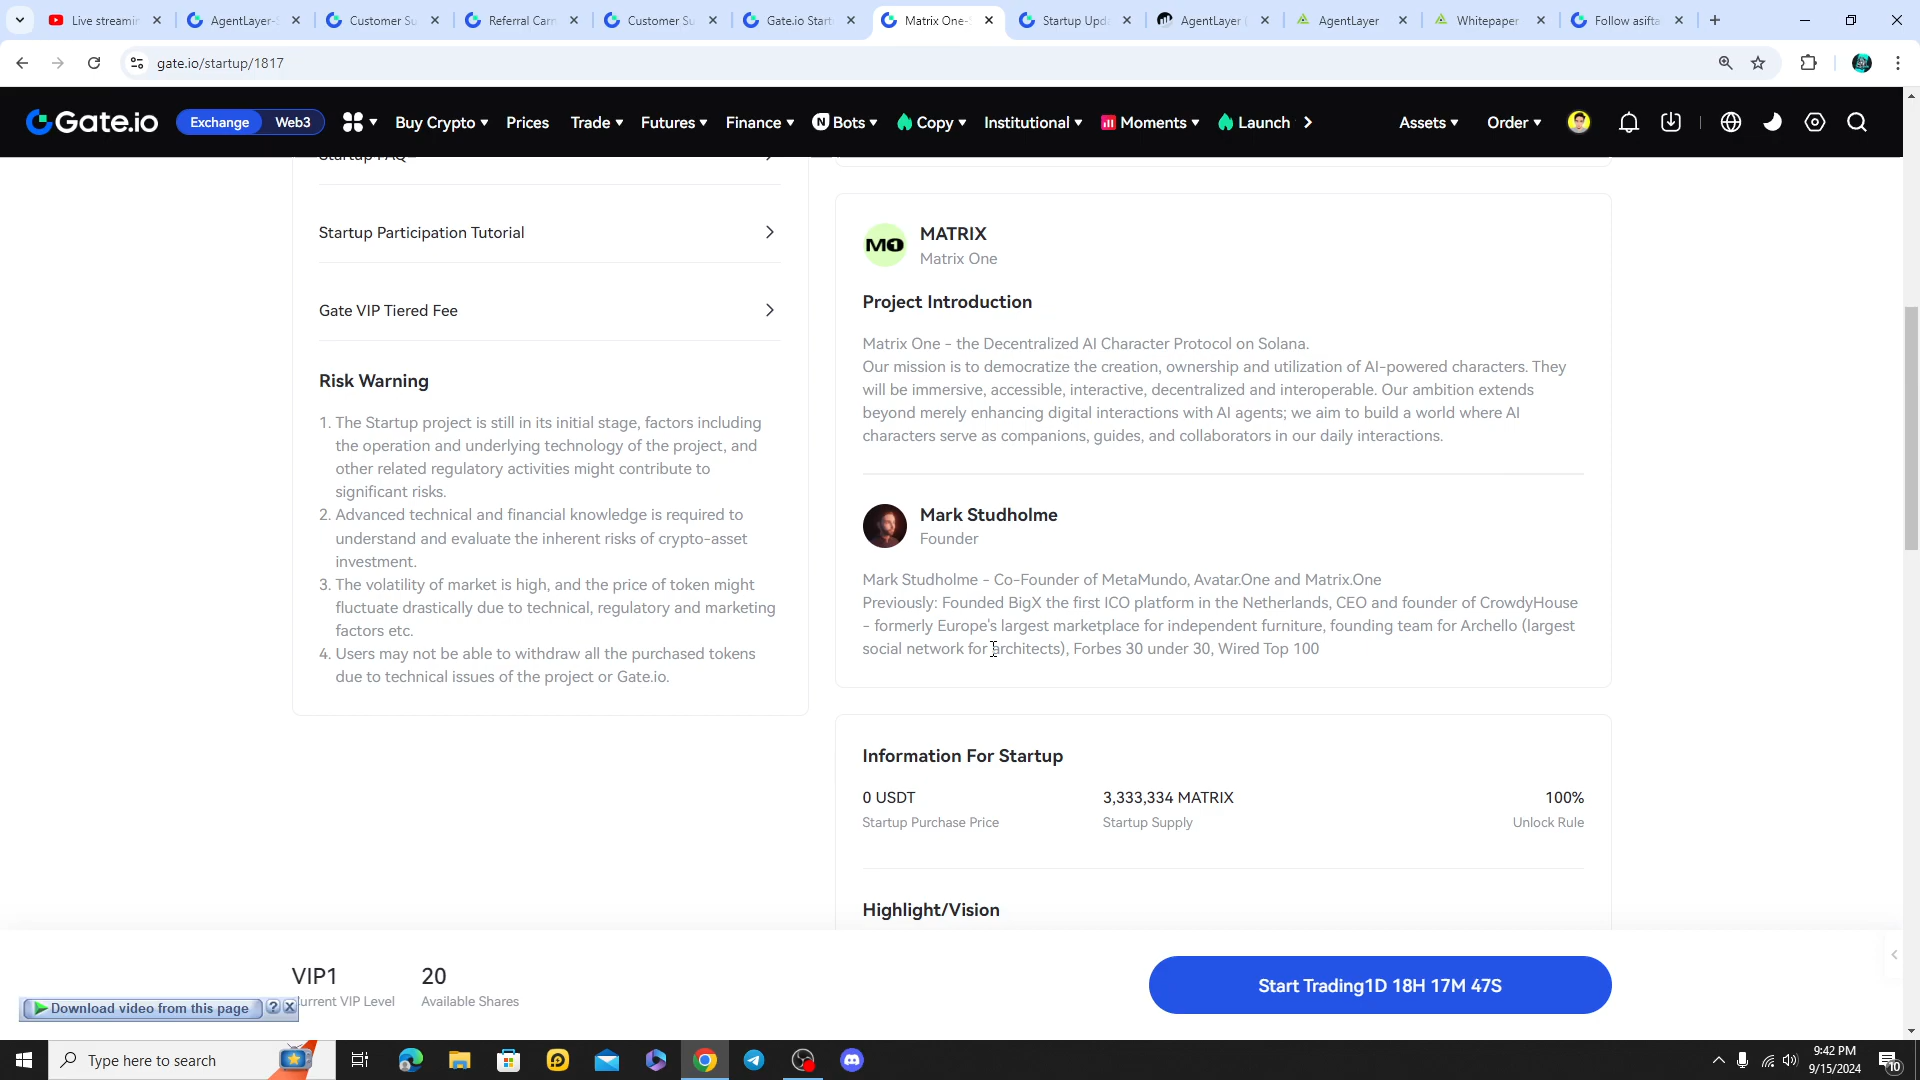 Live streamin
AgentLayer-
Customer Su
Referral Carn
Customer Su
Gate.io Start
Matrix One-
Startup Upda
AgentLayer (
AgentLayer
Whitepaper
Follow asifta
gate.io/startup/1817
Gate.io
Exchange
Web3
Buy Crypto
Prices
Trade
Futures
Finance
Bots
Copy
Institutional
Moments
Launch
Assets
Order
Startup FAQ
Startup Participation Tutorial
Gate VIP Tiered Fee
Risk Warning
1. The Startup project is still in its initial stage, factors including
the operation and underlying technology of the project, and
other related regulatory activities might contribute to
significant risks.
2. Advanced technical and financial knowledge is required to
understand and evaluate the inherent risks of crypto-asset
investment.
3. The volatility of market is high, and the price of token might
fluctuate drastically due to technical, regulatory and marketing
factors etc.
4. Users may not be able to withdraw all the purchased tokens
due to technical issues of the project or Gate.io.
MO
MATRIX
Matrix One
Project Introduction
Matrix One - the Decentralized AI Character Protocol on Solana.
Our mission is to democratize the creation, ownership and utilization of AI-powered characters. They
will be immersive, accessible, interactive, decentralized and interoperable. Our ambition extends
beyond merely enhancing digital interactions with AI agents; we aim to build a world where AI
characters serve as companions, guides, and collaborators in our daily interactions.
Mark Studholme
Founder
Mark Studholme - Co-Founder of MetaMundo, Avatar.One and Matrix.One
Previously: Founded BigX the first ICO platform in the Netherlands, CEO and founder of CrowdyHouse
- formerly Europe's largest marketplace for independent furniture, founding team for Archello (largest
social network for architects), Forbes 30 under 30, Wired Top 100
Information For Startup
0 USDT
3,333,334 MATRIX
100%
Startup Purchase Price
Startup Supply
Unlock Rule
Highlight/Vision
VIP1
20
urrent VIP Level
Available Shares
Start Trading1D 18H 17M 47S
Download video from this page
Type here to search
9:42 PM
9/15/2024
10